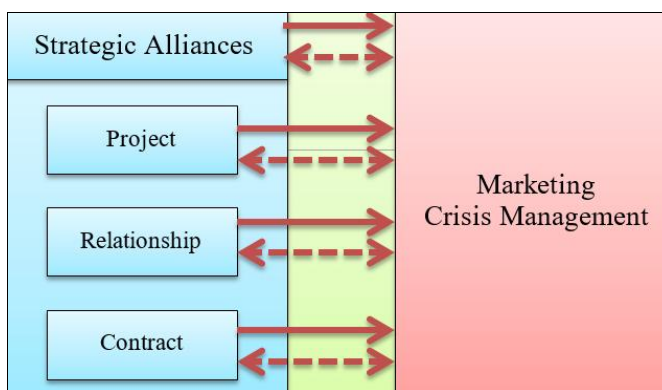 Strategic Alliances
Project
Relationship
Contract
Marketing
Crisis Management